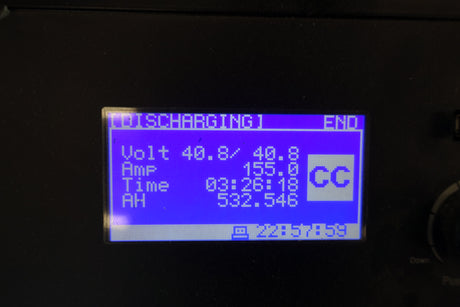 [DISCHARGING] END
Volt 40.8/ 40.8
Amp 155.0
Time 03:26:18
AH 532.546
CC
22:57:59
Down